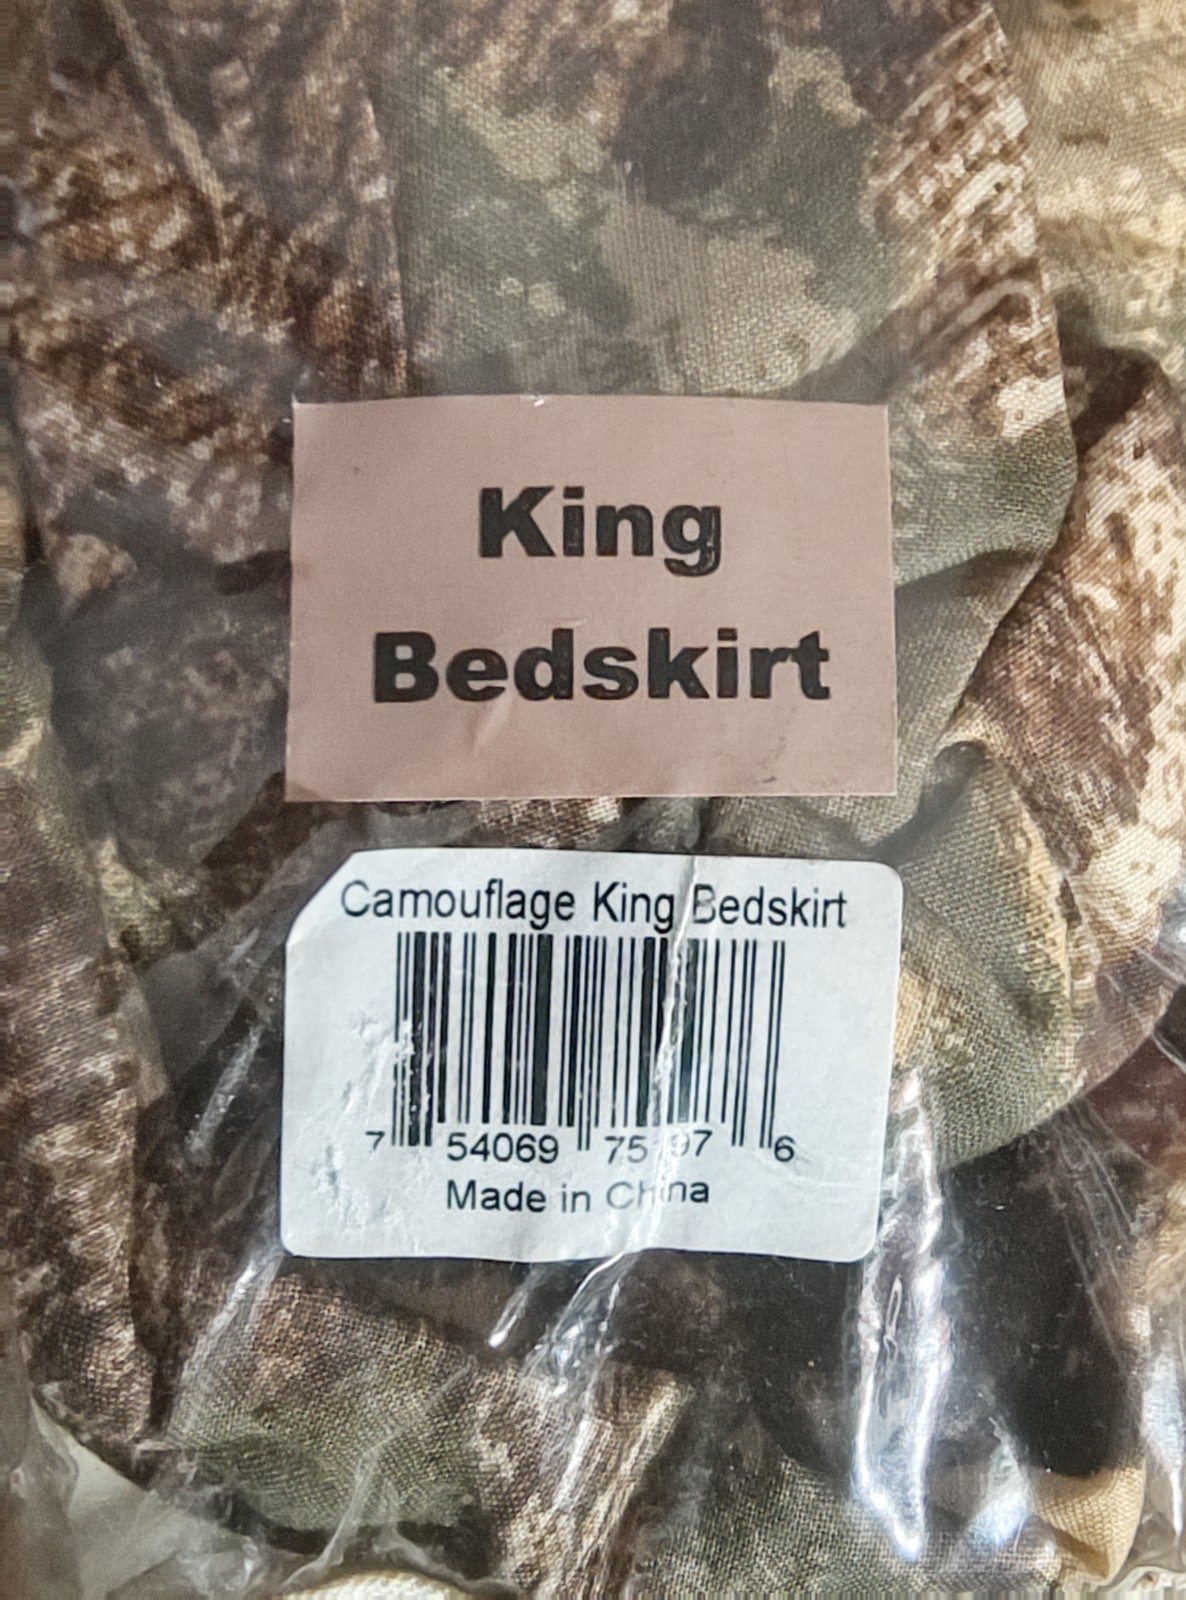 King
Bedskirt
Camouflage King Bedskirt
7 54069 75 97 6
Made in China